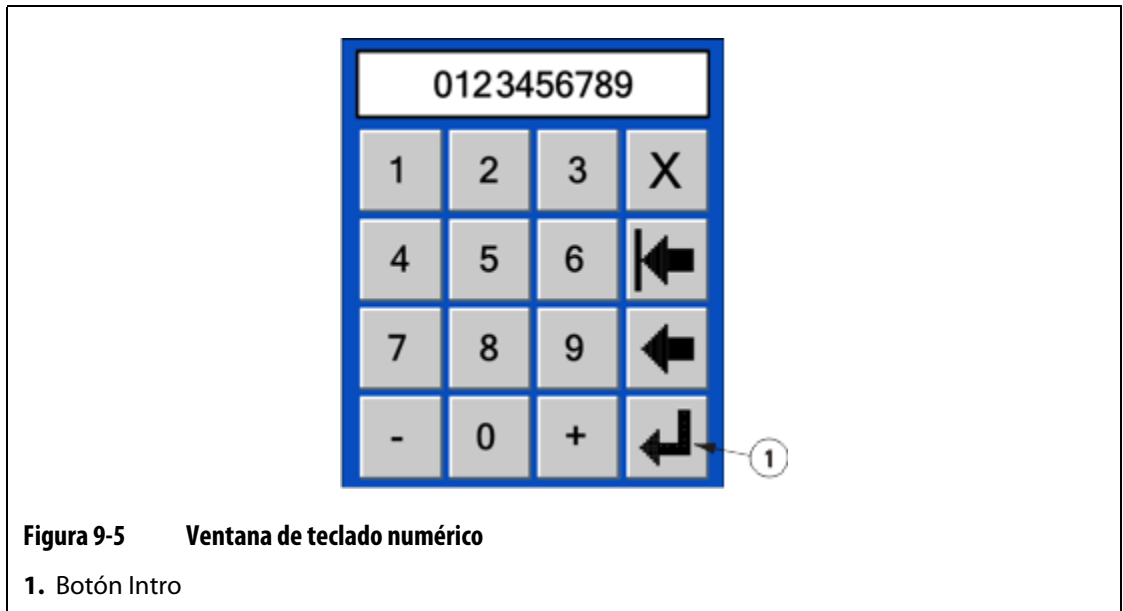 0123456789
1 2 3 X
4 5 6
7 8 9
- 0 +
1
Figura 9-5 Ventana de teclado numérico
1. Botón Intro